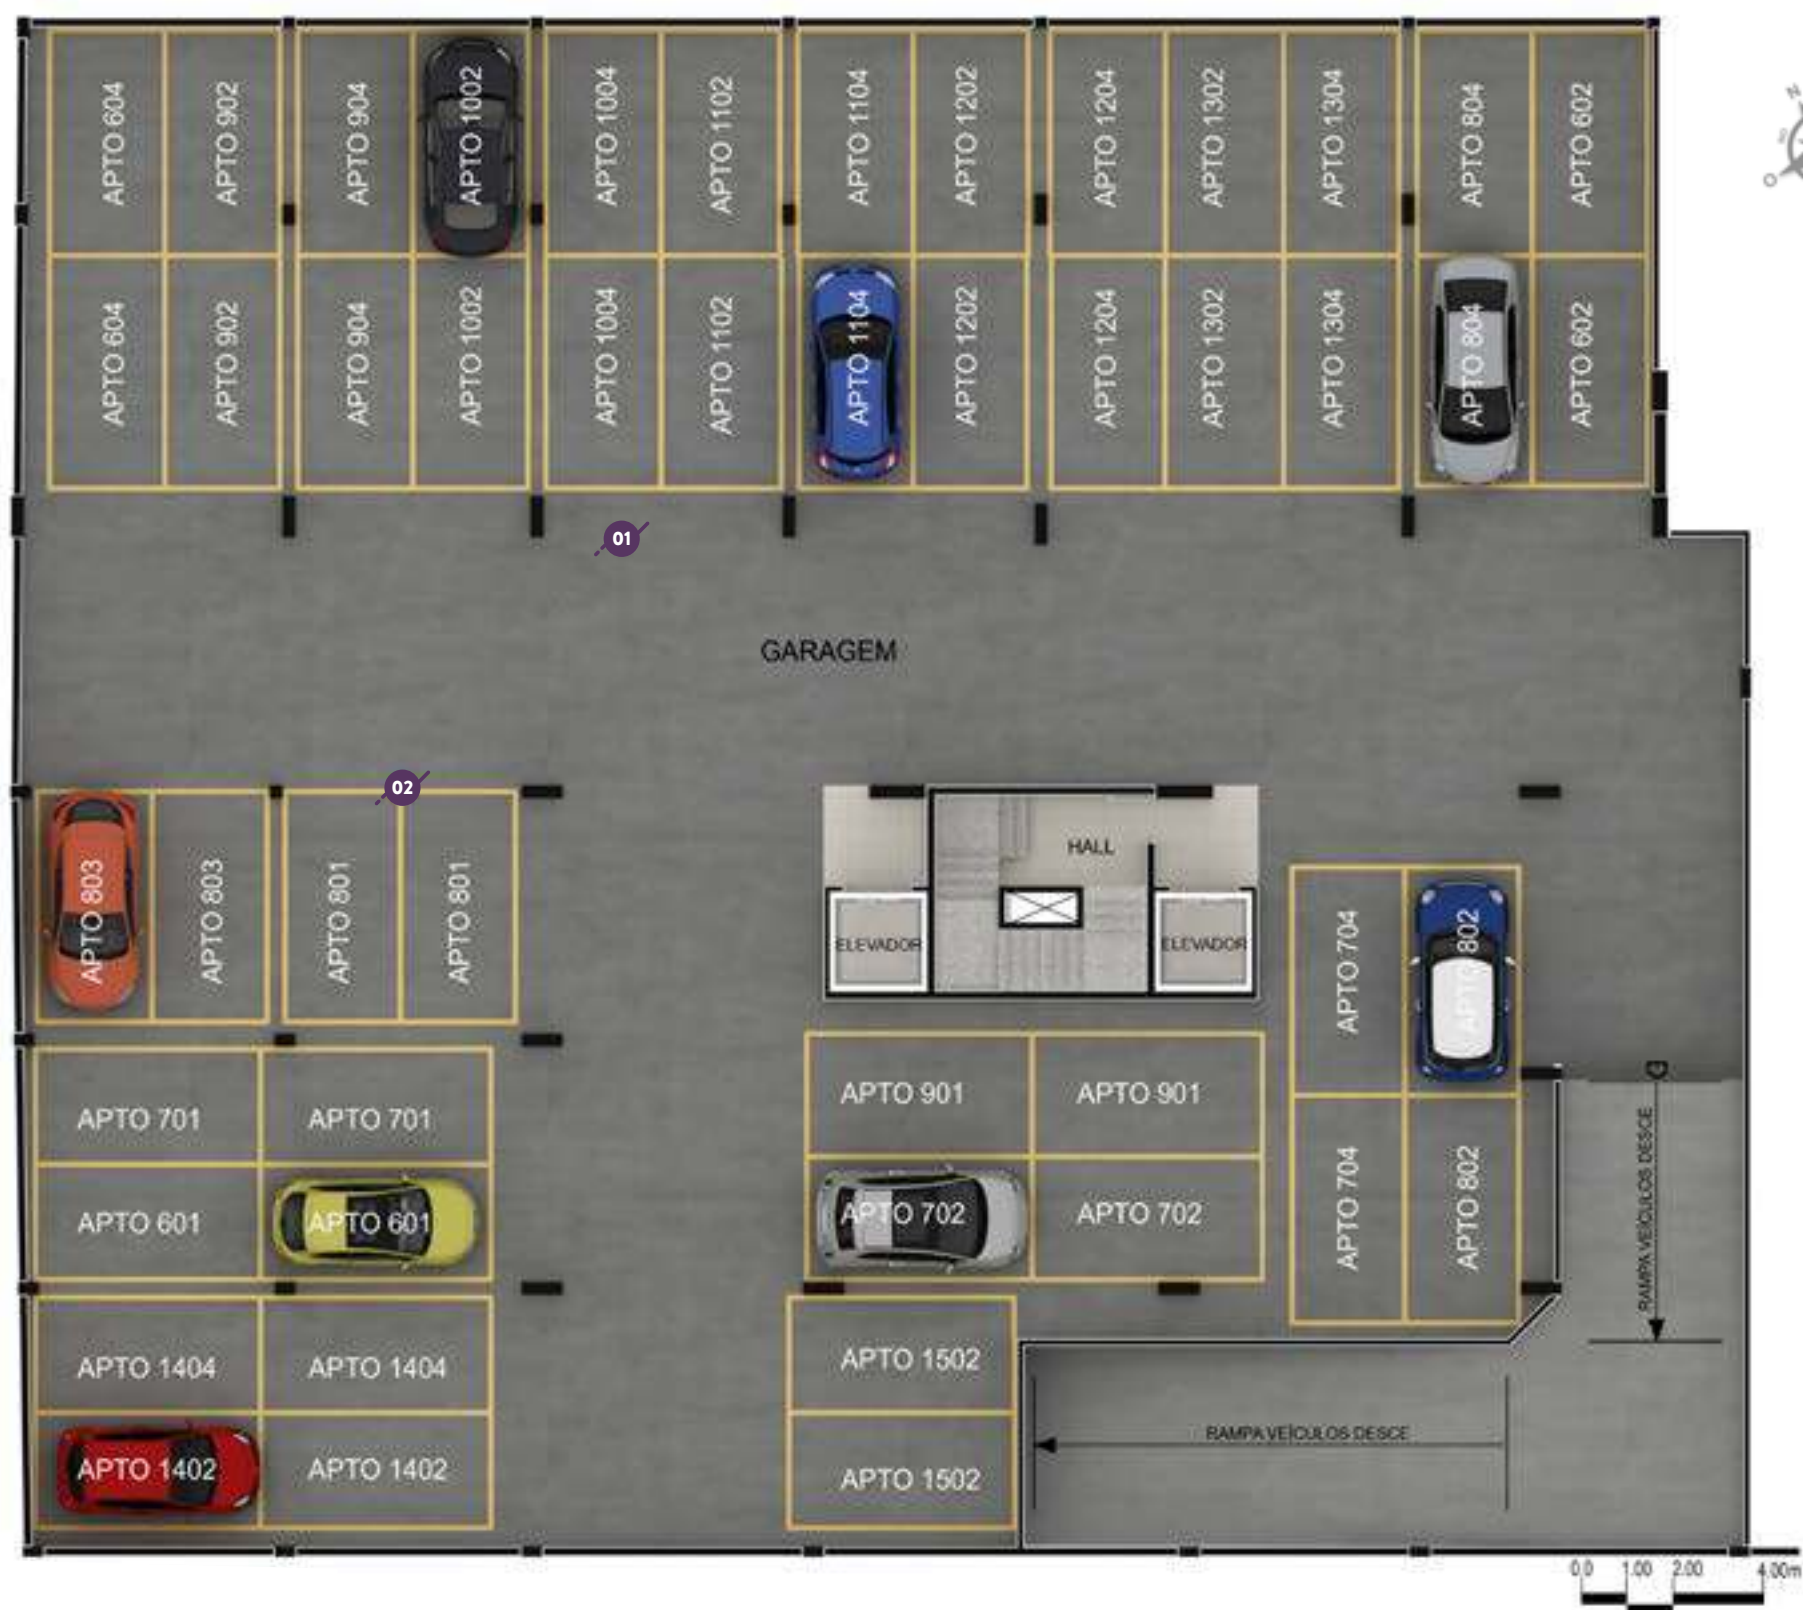 APTO 604
APTO 902
APTO 904
APTO 1002
APTO 1004
APTO 1102
APTO 1104
APTO 1202
APTO 1204
APTO 1302
APTO 1304
APTO 804
APTO 602
N
O
APTO 604
APTO 902
APTO 904
APTO 1002
APTO 1004
APTO 1102
APTO 1104
APTO 1202
APTO 1204
APTO 1302
APTO 1304
APTO 804
APTO 602
01
GARAGEM
02
APTO 803
APTO 803
APTO 801
APTO 801
HALL
ELEVADOR
ELEVADOR
APTO 704
APTO 802
APTO 701
APTO 701
APTO 901
APTO 901
APTO 601
APTO 601
APTO 702
APTO 702
APTO 704
APTO 802
RAMPA VEÍCULOS DESCE
APTO 1404
APTO 1404
APTO 1502
APTO 1402
APTO 1402
APTO 1502
RAMPA VEÍCULOS DESCE
0.0 1.00 2.00 4.00m